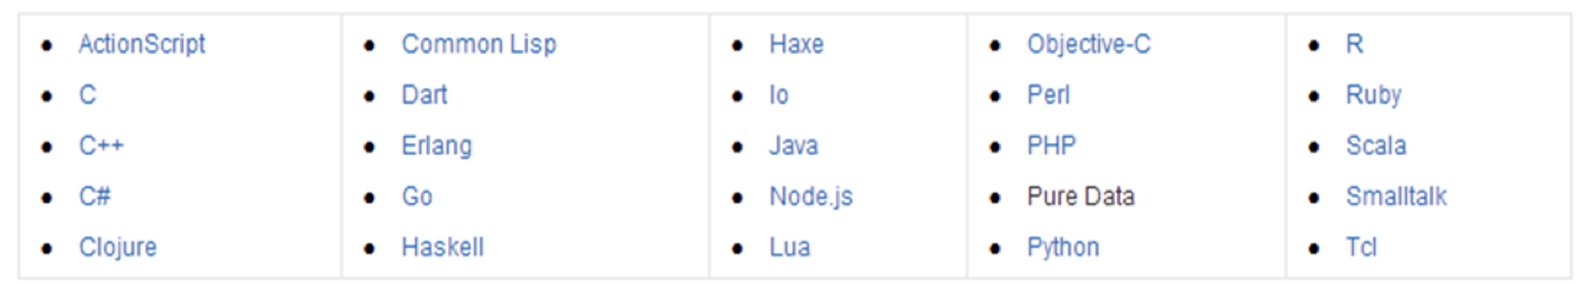 ActionScript
C
C++
C#
Clojure
Common Lisp
Dart
Erlang
Go
Haskell
Haxe
Io
Java
Node.js
Lua
Objective-C
Perl
PHP
Pure Data
Python
R
Ruby
Scala
Smalltalk
Tcl